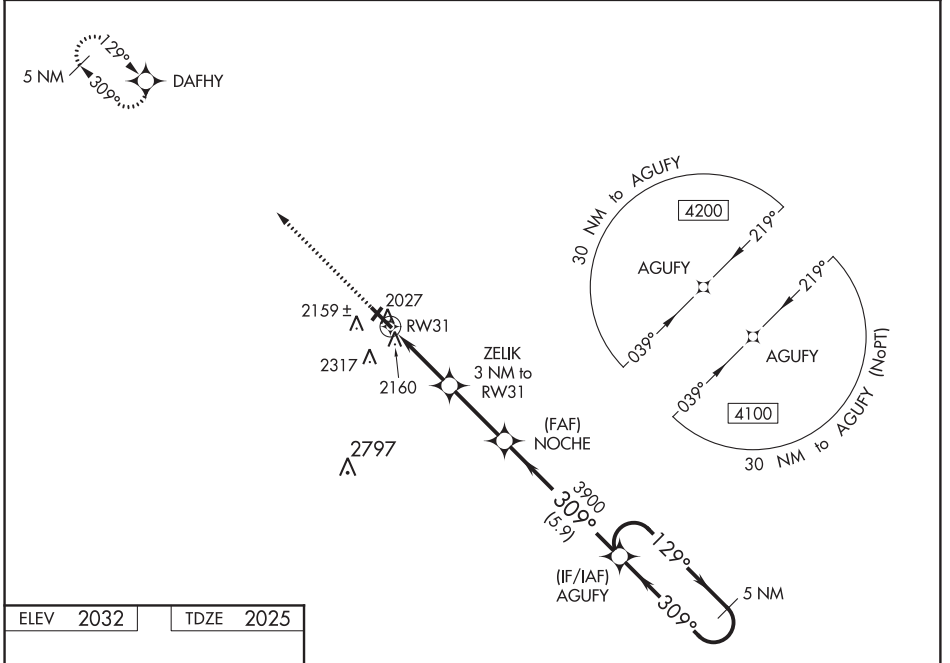 129°
5 NM
309°
DAFHY
30 NM to AGUFY
4200
219°
AGUFY
039°
219°
AGUFY
039°
4100
30 NM to AGUFY (NoPT)
2159 ±
2027
RW31
2317
2160
ZELIK
3 NM to
RW31
(FAF)
NOCHE
2797
3900
309°
(5.9)
129°
(IF/IAF)
AGUFY
5 NM
309°
ELEV 2032
TDZE 2025